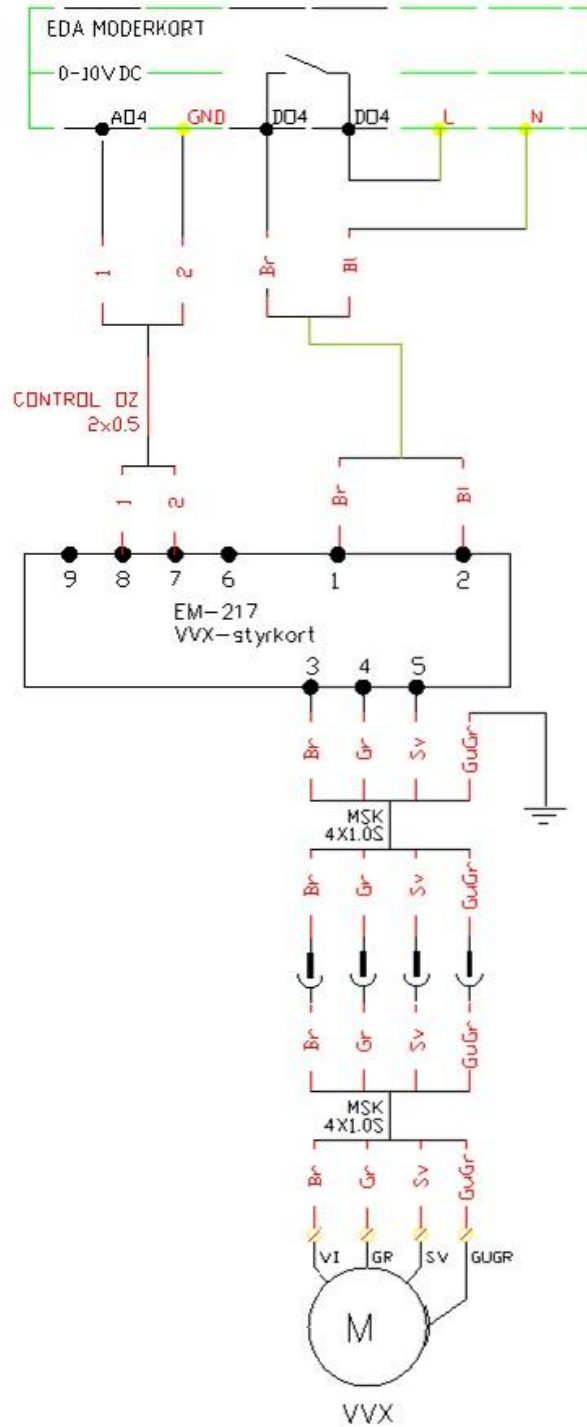 EDA MODERKORT
0-10VDC
AO4 GND DO4 DO4 L N
1 2 Br Bl
CONTROL OZ
2x0.5
1 2 Br Bl
9 8 7 6 1 2
EM-217
VVX-styrkort
3 4 5
Br Gr Sv GuGr
MSK
4X1.0S
Br Gr Sv GuGr
Br Gr Sv GuGr
MSK
4X1.0S
Br Gr Sv GuGr
VI GR SV GUGR
M
VVX